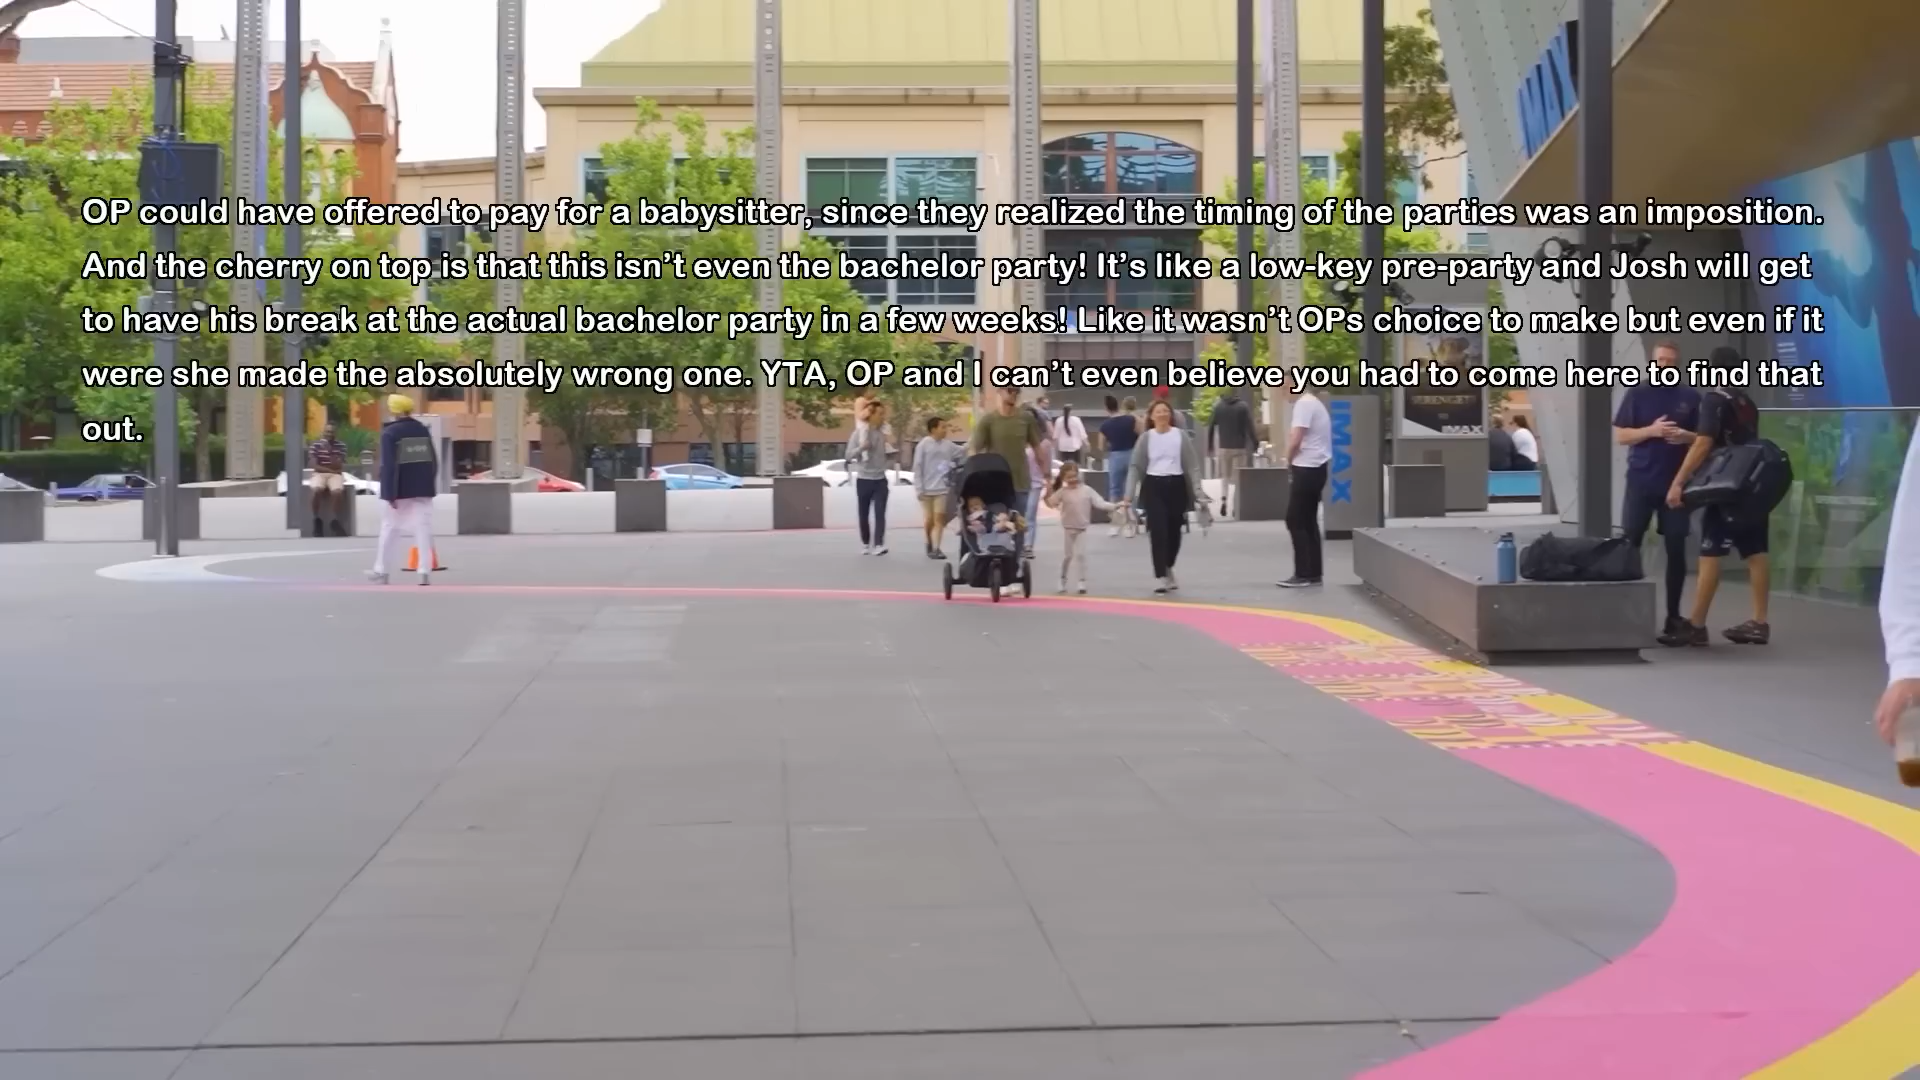 OP could have offered to pay for a babysitter, since they realized the timing of the parties was an imposition.
And the cherry on top is that this isn't even the bachelor party! It's like a low-key pre-party and Josh will get
to have his break at the actual bachelor party in a few weeks! Like it wasn't OPs choice to make but even if it
were she made the absolutely wrong one. YTA, OP and I can't even believe you had to come here to find that
out.
IMAX
IMAX
IMAX